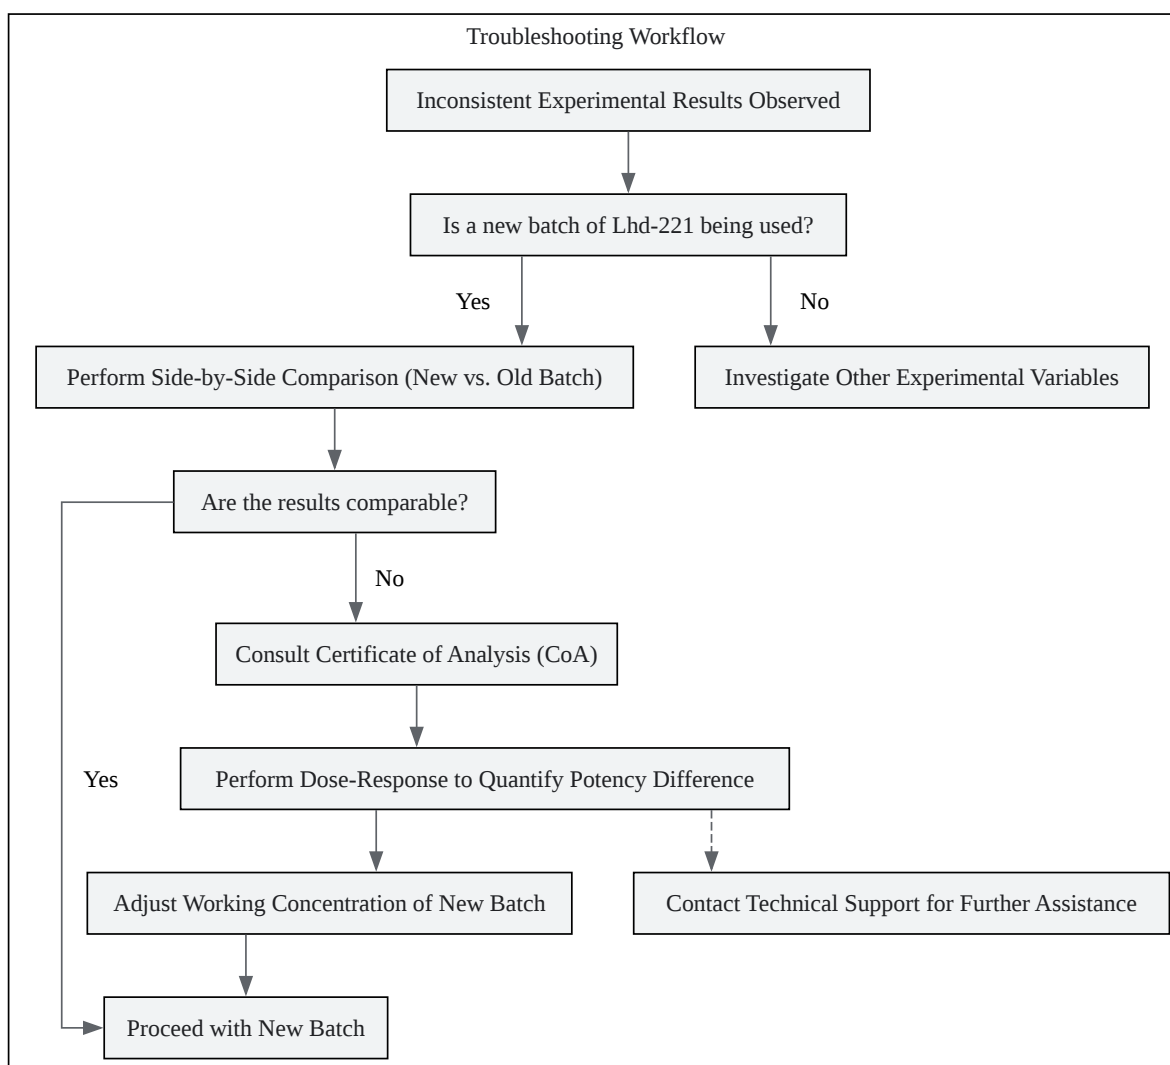 Troubleshooting Workflow
Inconsistent Experimental Results Observed
Is a new batch of Lhd-221 being used?
Yes
No
Perform Side-by-Side Comparison (New vs. Old Batch)
Investigate Other Experimental Variables
Are the results comparable?
No
Consult Certificate of Analysis (CoA)
Yes
Perform Dose-Response to Quantify Potency Difference
Adjust Working Concentration of New Batch
Contact Technical Support for Further Assistance
Proceed with New Batch